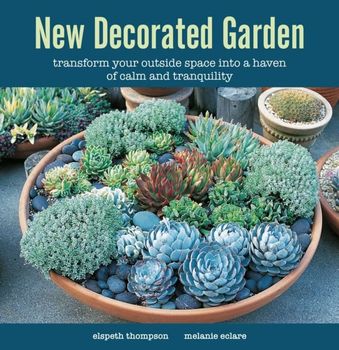 New Decorated Garden
transform your outside space into a haven
of calm and tranquility
elspeth thompson melanie eclare